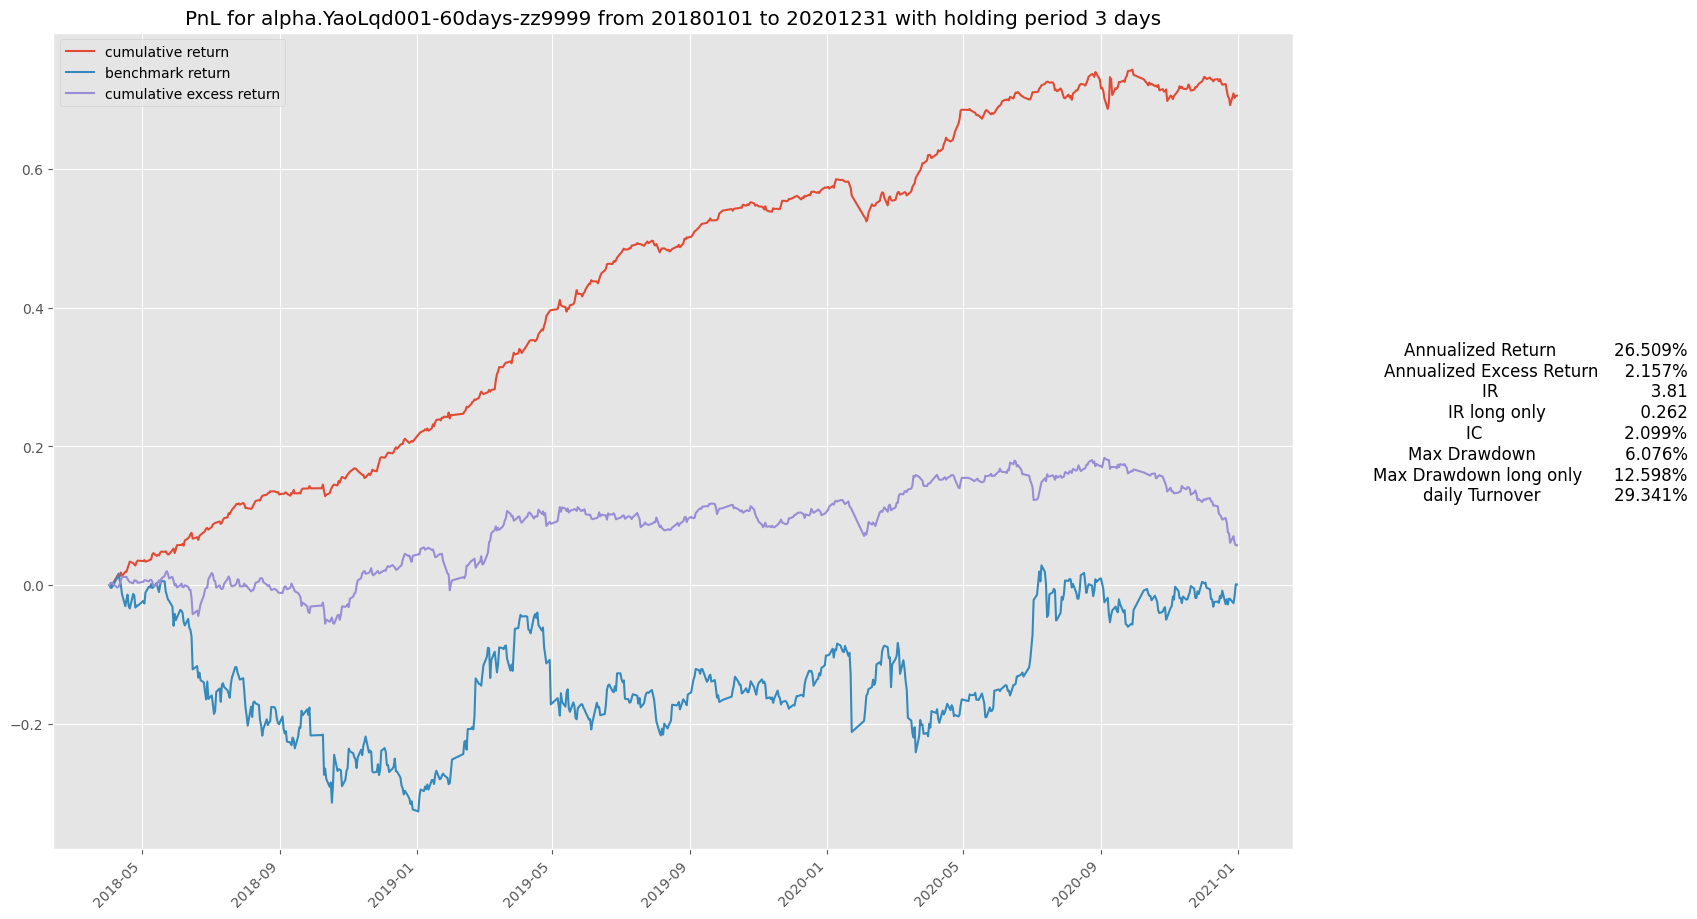 PnL for alpha.YaoLqd001-60days-zz9999 from 20180101 to 20201231 with holding period 3 days
cumulative return
benchmark return
cumulative excess return
0.6
0.4
0.2
0.0
−0.2
2018-05
2018-09
2019-01
2019-05
2019-09
2020-01
2020-05
2020-09
2021-01
Annualized Return 26.509%
Annualized Excess Return 2.157%
IR 3.81
IR long only 0.262
IC 2.099%
Max Drawdown 6.076%
Max Drawdown long only 12.598%
daily Turnover 29.341%